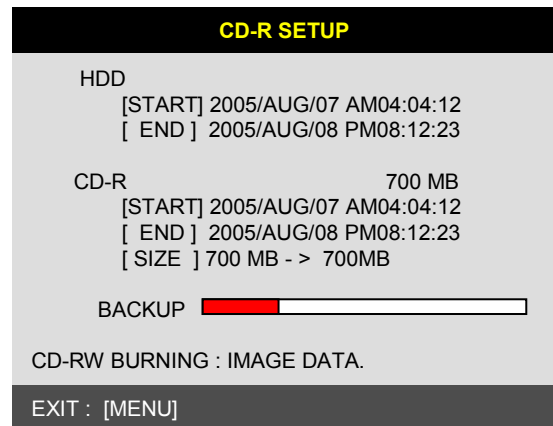 CD-R SETUP
HDD
[START] 2005/AUG/07 AM04:04:12
[ END ] 2005/AUG/08 PM08:12:23
CD-R 700 MB
[START] 2005/AUG/07 AM04:04:12
[ END ] 2005/AUG/08 PM08:12:23
[ SIZE ] 700 MB - > 700MB
BACKUP
CD-RW BURNING : IMAGE DATA.
EXIT : [MENU]